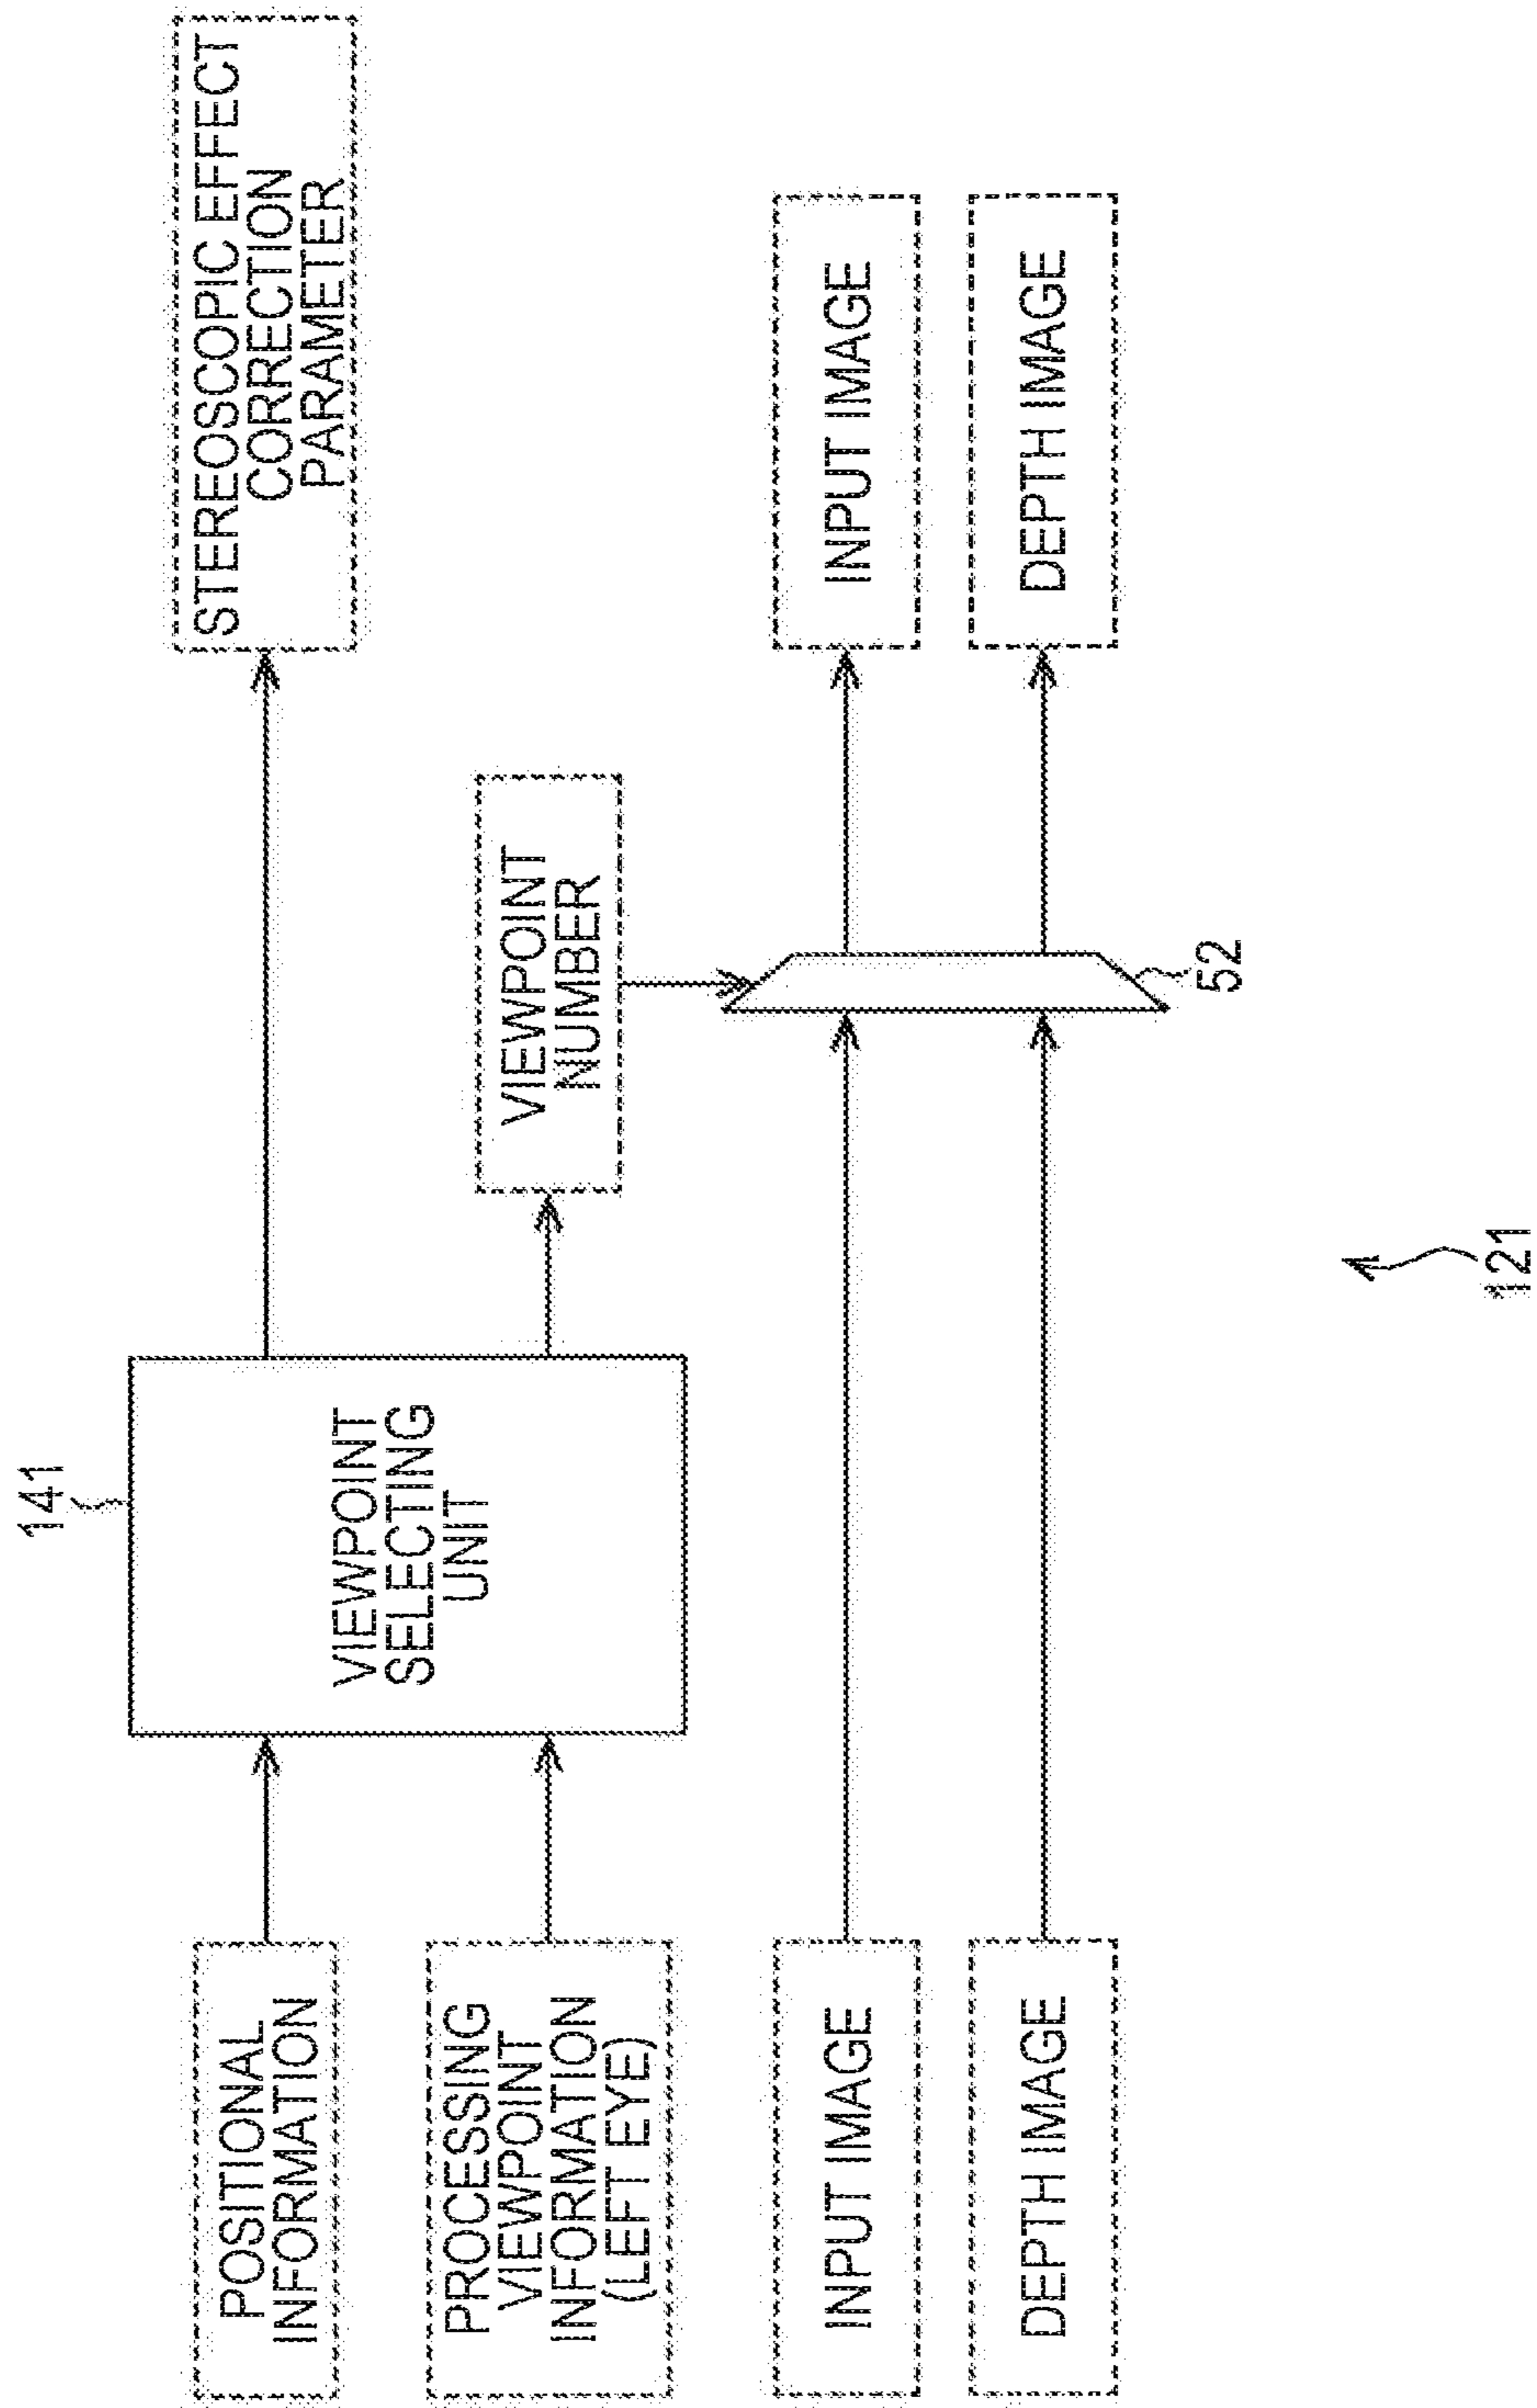 141
POSITIONAL
INFORMATION
PROCESSING
VIEWPOINT
INFORMATION
(LEFT EYE)
VIEWPOINT
SELECTING
UNIT
STEREOSCOPIC EFFECT
CORRECTION
PARAMETER
VIEWPOINT
NUMBER
INPUT IMAGE
INPUT IMAGE
DEPTH IMAGE
DEPTH IMAGE
52
121